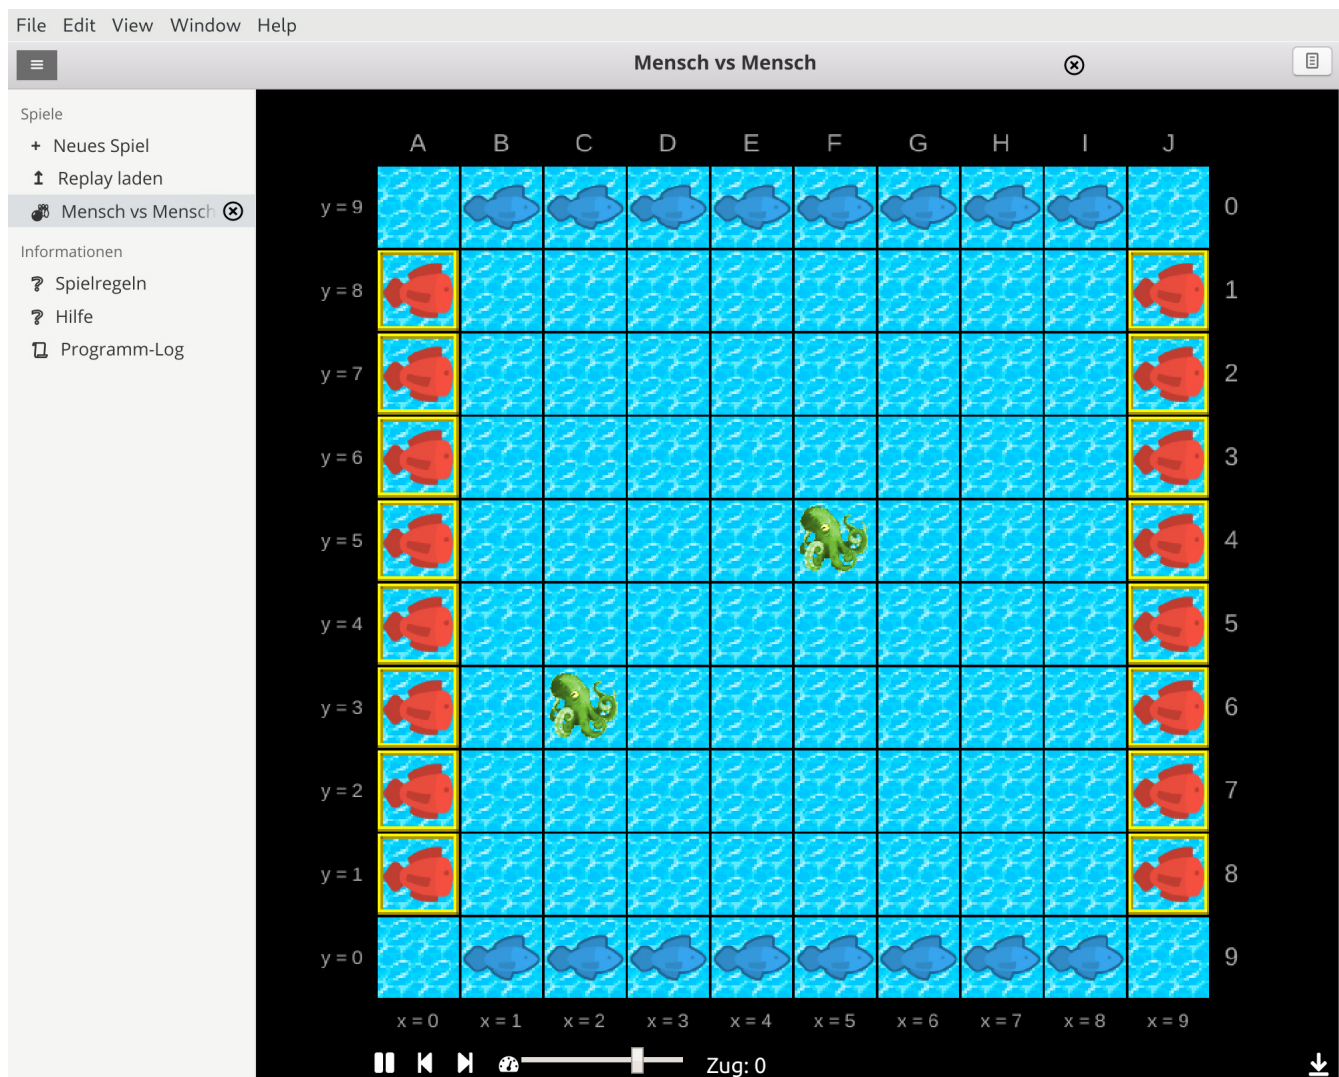 File Edit View Window Help
Mensch vs Mensch
Spiele
+ Neues Spiel
Replay laden
Mensch vs Mensch
Informationen
? Spielregeln
? Hilfe
Programm-Log
A B C D E F G H I J
y = 9 0
y = 8 1
y = 7 2
y = 6 3
y = 5 4
y = 4 5
y = 3 6
y = 2 7
y = 1 8
y = 0 9
x = 0 x = 1 x = 2 x = 3 x = 4 x = 5 x = 6 x = 7 x = 8 x = 9
Zug: 0